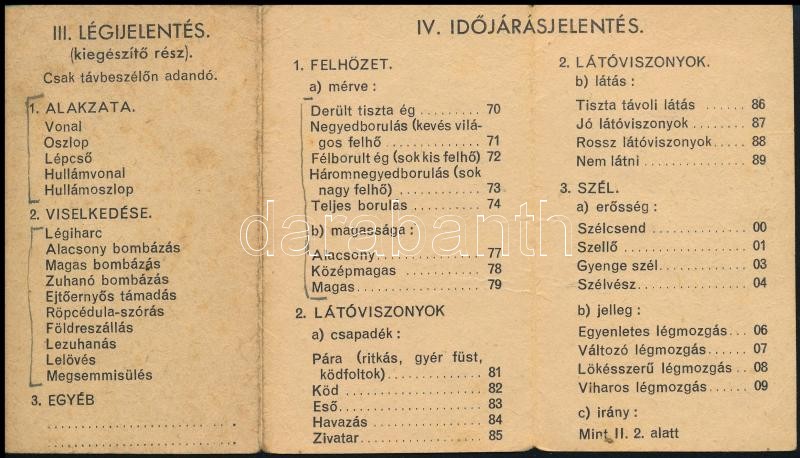 III. LÉGIJELENTÉS.
(kiegészítő rész).
Csak távbeszélőn adandó.
1. ALAKZATA.
Vonal
Oszlop
Lépcső
Hullámvonal
Hullámoszlop
2. VISELKEDÉSE.
Légiharc
Alacsony bombázás
Magas bombázás
Zuhanó bombázás
Ejtőernyős támadás
Röpcédula-szórás
Földreszállás
Lezuhanás
Lelövés
Megsemmisülés
3. EGYÉB
IV. IDŐJÁRÁSJELENTÉS.
1. FELHŐZET.
a) mérve :
Derült tiszta ég ......... 70
Negyedborulás (kevés vilá-
gos felhő ............ 71
Félborult ég (sok kis felhő) 72
Háromnegyedborulás (sok
nagy felhő) .......... 73
Teljes borulás ........... 74
b) magassága :
Alacsony ............... 77
Középmagas ............ 78
Magas .................. 79
2. LÁTÓVISZONYOK
a) csapadék :
Pára (ritkás, gyér füst,
ködfoltok) ............. 81
Köd .................... 82
Eső .................... 83
Havazás ................ 84
Zivatar ................. 85
2. LÁTÓVISZONYOK.
b) látás :
Tiszta távoli látás ...... 86
Jó látóviszonyok ........ 87
Rossz látóviszonyok ..... 88
Nem látni .............. 89
3. SZÉL.
a) erősség :
Szélcsend .............. 00
Szellő .................. 01
Gyenge szél ............ 03
Szélvész ................ 04
b) jelleg :
Egyenletes légmozgás ... 06
Változó légmozgás ...... 07
Lökésszerű légmozgás ... 08
Viharos légmozgás ...... 09
c) irány :
Mint II. 2. alatt
darabanth